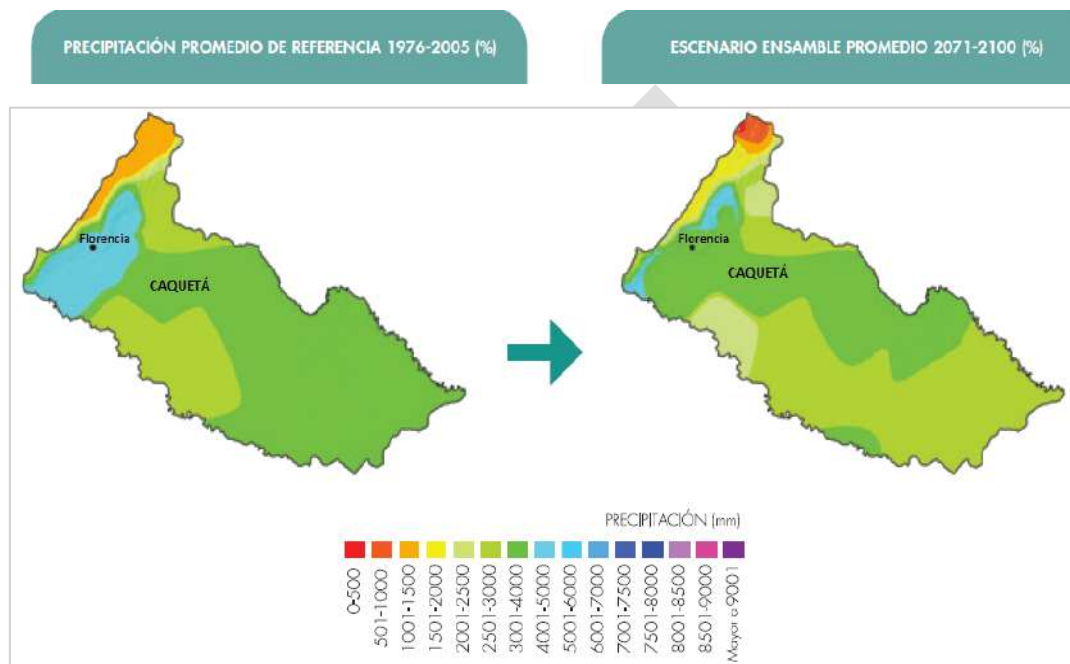 PRECIPITACIÓN PROMEDIO DE REFERENCIA 1976-2005 (%)
ESCENARIO ENSAMBLE PROMEDIO 2071-2100 (%)
Florencia
CAQUETÁ
Florencia
CAQUETÁ
PRECIPITACIÓN (mm)
0-500
501-1000
1001-1500
1501-2000
2001-2500
2501-3000
3001-4000
4001-5000
5001-6000
6001-7000
7001-7500
7501-8000
8001-8500
8501-9000
Mayor a 9001